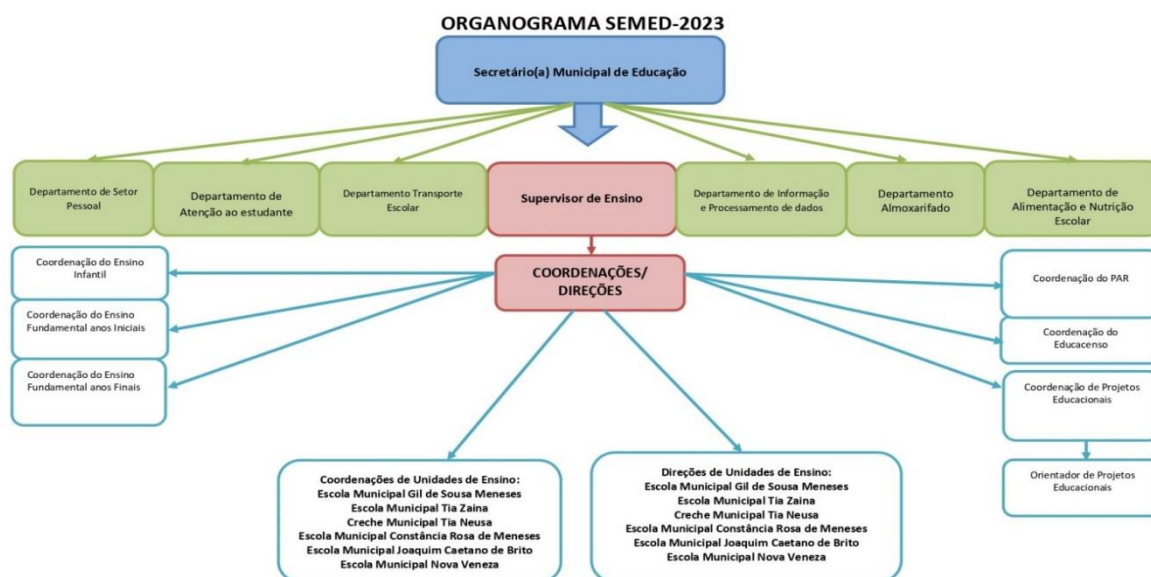 ORGANOGRAMA SEMED-2023
Secretário(a) Municipal de Educação
Departamento de Setor
Pessoal
Departamento de
Atenção ao estudante
Departamento Transporte
Escolar
Supervisor de Ensino
Departamento de Informação
e Processamento de dados
Departamento
Almoxarifado
Departamento de
Alimentação e Nutrição
Escolar
COORDENAÇÕES/
DIREÇÕES
Coordenação do Ensino
Infantil
Coordenação do Ensino
Fundamental anos Iniciais
Coordenação do Ensino
Fundamental anos Finais
Coordenação do PAR
Coordenação do
Educacenso
Coordenação de Projetos
Educacionais
Orientador de Projetos
Educacionais
Coordenações de Unidades de Ensino:
Escola Municipal Gil de Sousa Meneses
Escola Municipal Tia Zaina
Creche Municipal Tia Neusa
Escola Municipal Constância Rosa de Meneses
Escola Municipal Joaquim Caetano de Brito
Escola Municipal Nova Veneza
Direções de Unidades de Ensino:
Escola Municipal Gil de Sousa Meneses
Escola Municipal Tia Zaina
Creche Municipal Tia Neusa
Escola Municipal Constância Rosa de Meneses
Escola Municipal Joaquim Caetano de Brito
Escola Municipal Nova Veneza